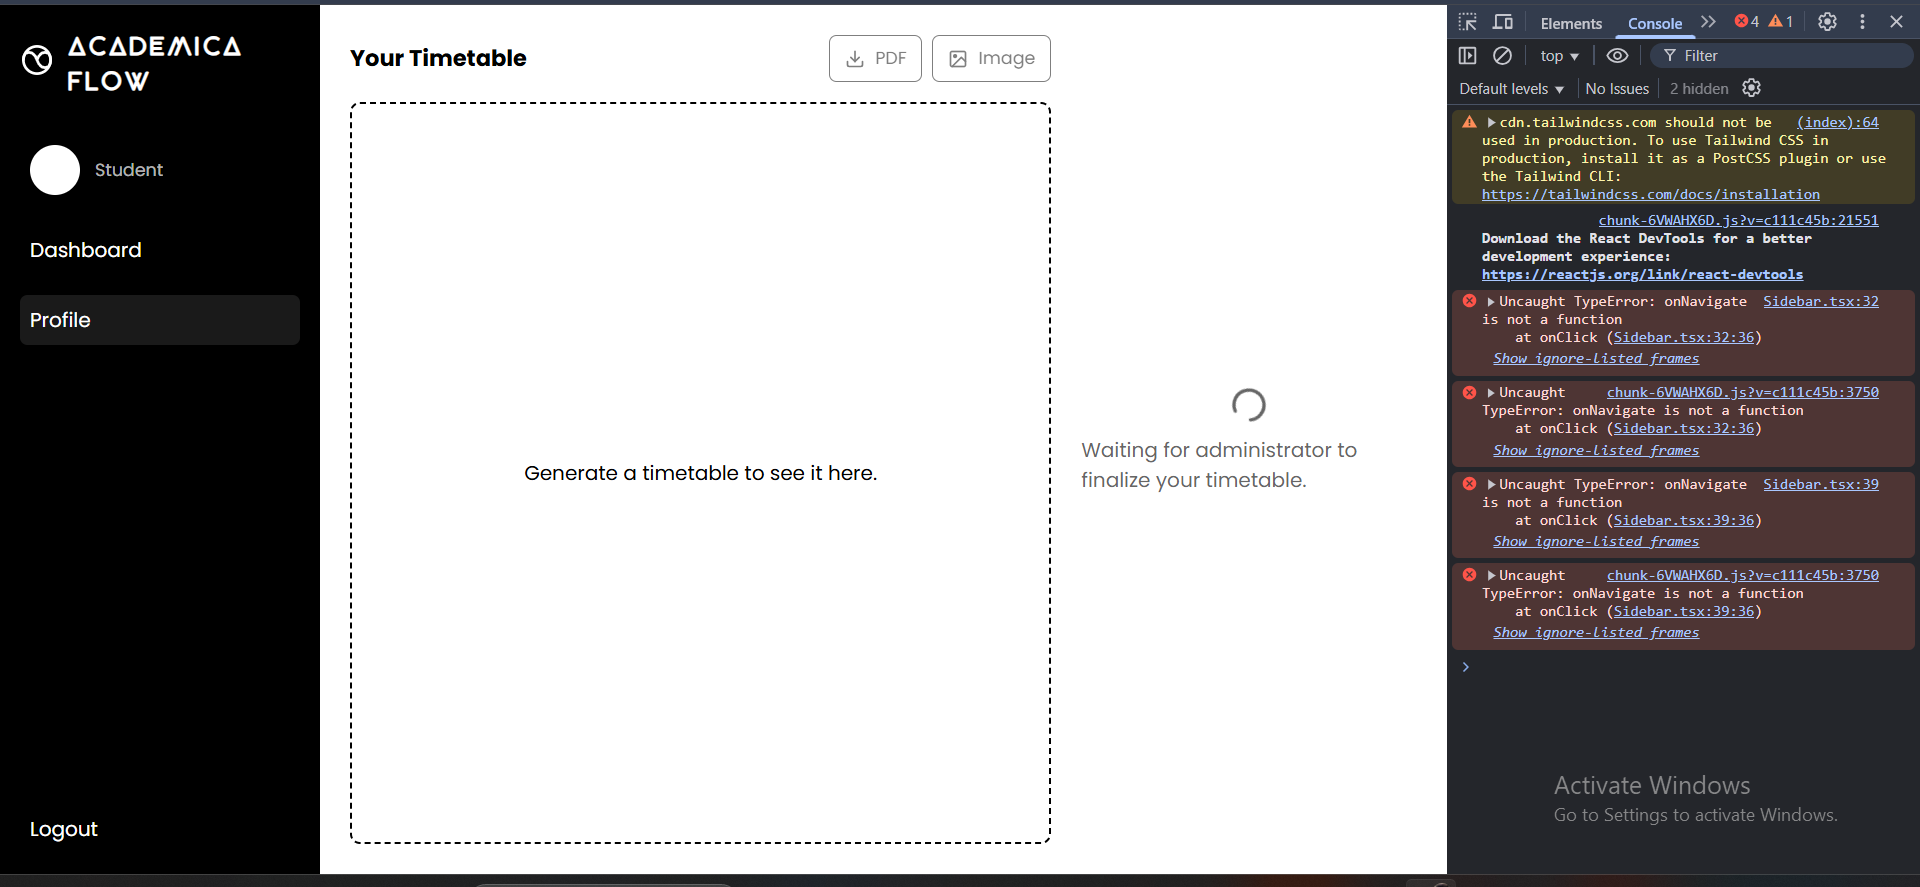 ACADEMICA
FLOW
Student
Dashboard
Profile
Logout
Your Timetable
PDF
Image
Generate a timetable to see it here.
Waiting for administrator to
finalize your timetable.
Elements
Console
4
1
top
Filter
Default levels
No Issues
2 hidden
cdn.tailwindcss.com should not be (index):64
used in production. To use Tailwind CSS in
production, install it as a PostCSS plugin or use
the Tailwind CLI:
https://tailwindcss.com/docs/installation
chunk-6VWAHX6D.js?v=c111c45b:21551
Download the React DevTools for a better
development experience:
https://reactjs.org/link/react-devtools
Uncaught TypeError: onNavigate Sidebar.tsx:32
is not a function
at onClick (Sidebar.tsx:32:36)
Show ignore-listed frames
Uncaught chunk-6VWAHX6D.js?v=c111c45b:3750
TypeError: onNavigate is not a function
at onClick (Sidebar.tsx:32:36)
Show ignore-listed frames
Uncaught TypeError: onNavigate Sidebar.tsx:39
is not a function
at onClick (Sidebar.tsx:39:36)
Show ignore-listed frames
Uncaught chunk-6VWAHX6D.js?v=c111c45b:3750
TypeError: onNavigate is not a function
at onClick (Sidebar.tsx:39:36)
Show ignore-listed frames
Activate Windows
Go to Settings to activate Windows.